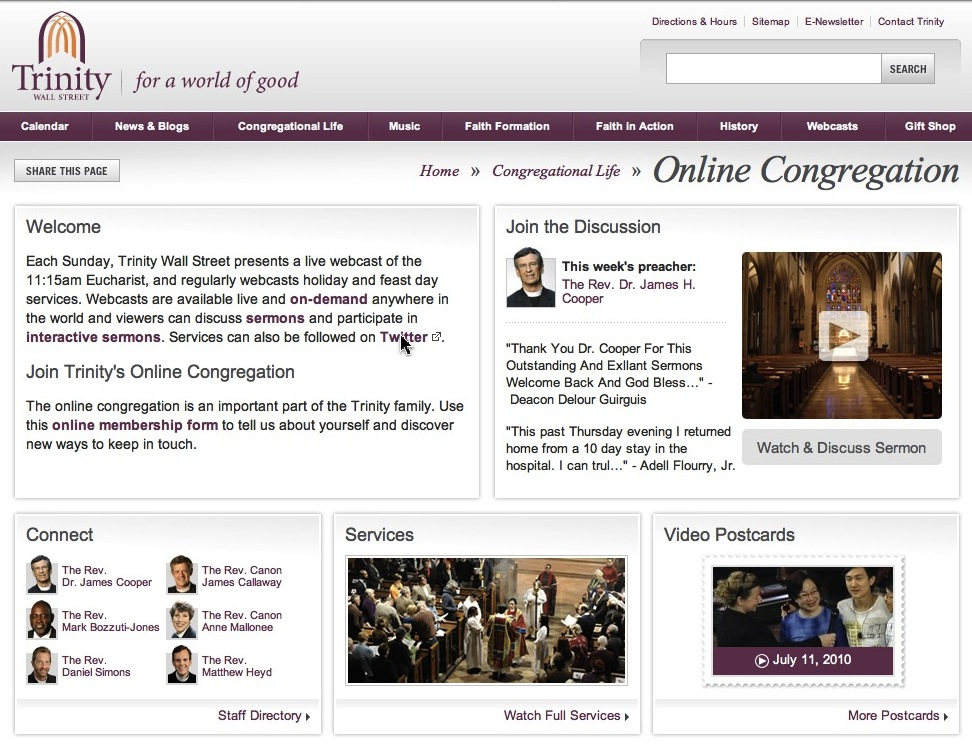 Directions & Hours
Sitemap
E-Newsletter
Contact Trinity
Trinity
WALL STREET
for a world of good
SEARCH
Calendar
News & Blogs
Congregational Life
Music
Faith Formation
Faith in Action
History
Webcasts
Gift Shop
SHARE THIS PAGE
Home » Congregational Life » Online Congregation
Welcome
Each Sunday, Trinity Wall Street presents a live webcast of the
11:15am Eucharist, and regularly webcasts holiday and feast day
services. Webcasts are available live and on-demand anywhere in
the world and viewers can discuss sermons and participate in
interactive sermons. Services can also be followed on Twitter.
Join Trinity's Online Congregation
The online congregation is an important part of the Trinity family. Use
this online membership form to tell us about yourself and discover
new ways to keep in touch.
Join the Discussion
This week's preacher:
The Rev. Dr. James H.
Cooper
"Thank You Dr. Cooper For This
Outstanding And Exllant Sermons
Welcome Back And God Bless..." -
Deacon Delour Guirguis
"This past Thursday evening I returned
home from a 10 day stay in the
hospital. I can trul..." - Adell Flourry, Jr.
Watch & Discuss Sermon
Connect
The Rev.
Dr. James Cooper
The Rev. Canon
James Callaway
The Rev.
Mark Bozzuti-Jones
The Rev. Canon
Anne Mallonee
The Rev.
Daniel Simons
The Rev.
Matthew Heyd
Staff Directory
Services
Watch Full Services
Video Postcards
July 11, 2010
More Postcards